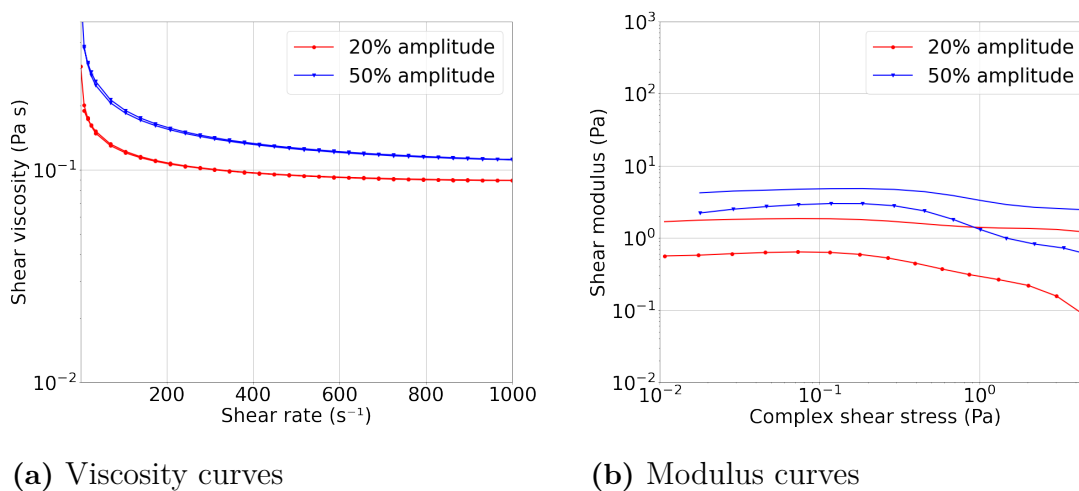 20% amplitude
50% amplitude
Shear viscosity (Pa s)
10⁻¹
10⁻²
200 400 600 800 1000
Shear rate (s⁻¹)
(a) Viscosity curves
20% amplitude
50% amplitude
Shear modulus (Pa)
10³
10²
10¹
10⁰
10⁻¹
10⁻²
10⁻² 10⁻¹ 10⁰
Complex shear stress (Pa)
(b) Modulus curves